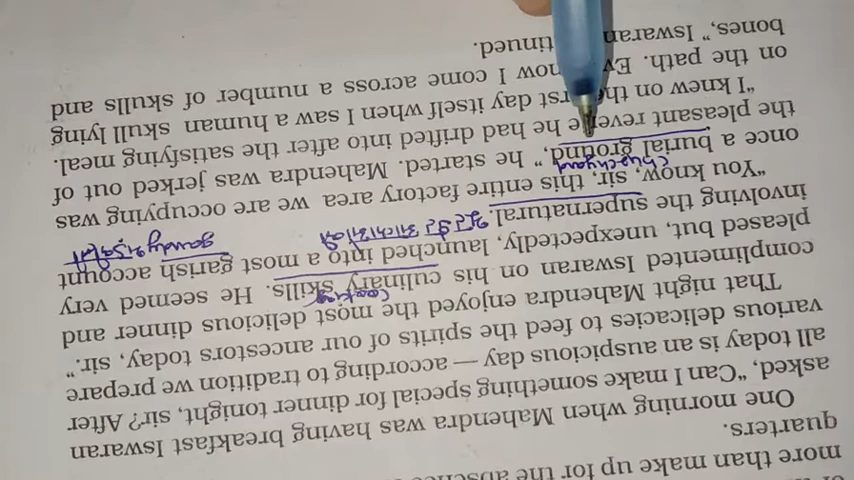 more than make up for the
quarters.
One morning when Mahendra was having breakfast Iswaran
asked, “Can I make something special for dinner tonight, sir? After
all today is an auspicious day — according to tradition we prepare
various delicacies to feed the spirits of our ancestors today, sir.”
That night Mahendra enjoyed the most delicious dinner and
cooking
complimented Iswaran on his culinary skills. He seemed very
pleased but, unexpectedly, launched into a most garish account
gaudy
involving the supernatural.
“You know, sir, this entire factory area we are occupying was
once a burial ground,” he started. Mahendra was jerked out of
the pleasant reverie he had drifted into after the satisfying meal.
“I knew on the first day itself when I saw a human skull lying
on the path. now I come across a number of skulls and
bones,” Iswaran